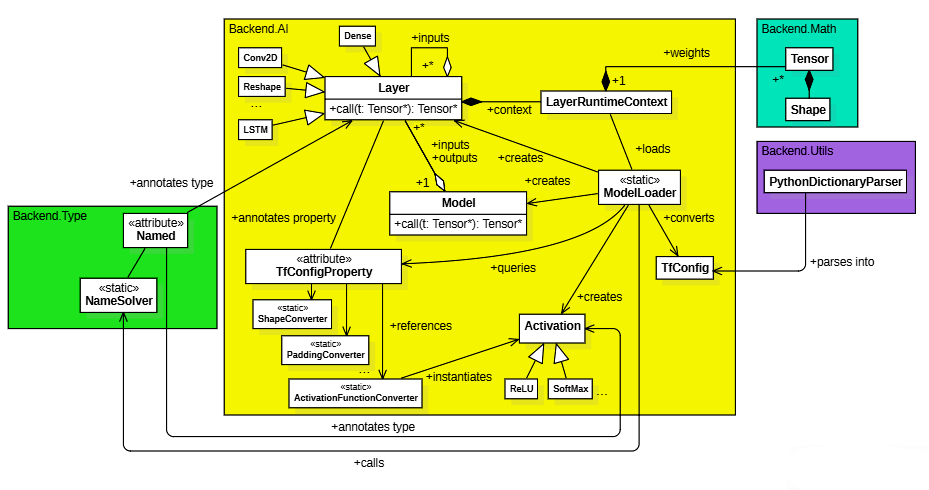 Backend.AI
Backend.Math
Dense
+inputs
+*
Conv2D
Reshape
...
LSTM
Layer
+call(t: Tensor*): Tensor*
+context
+weights
+1
LayerRuntimeContext
Tensor
+*
Shape
+*
+inputs
+outputs
+creates
+loads
Backend.Utils
PythonDictionaryParser
+annotates type
+1
+creates
«static»
ModelLoader
Model
+call(t: Tensor*): Tensor*
Backend.Type
«attribute»
Named
+annotates property
+converts
«static»
NameSolver
«attribute»
TfConfigProperty
+queries
TfConfig
+parses into
«static»
ShapeConverter
+creates
«static»
PaddingConverter
...
+references
Activation
«static»
ActivationFunctionConverter
+instantiates
ReLU
SoftMax
...
+annotates type
+calls